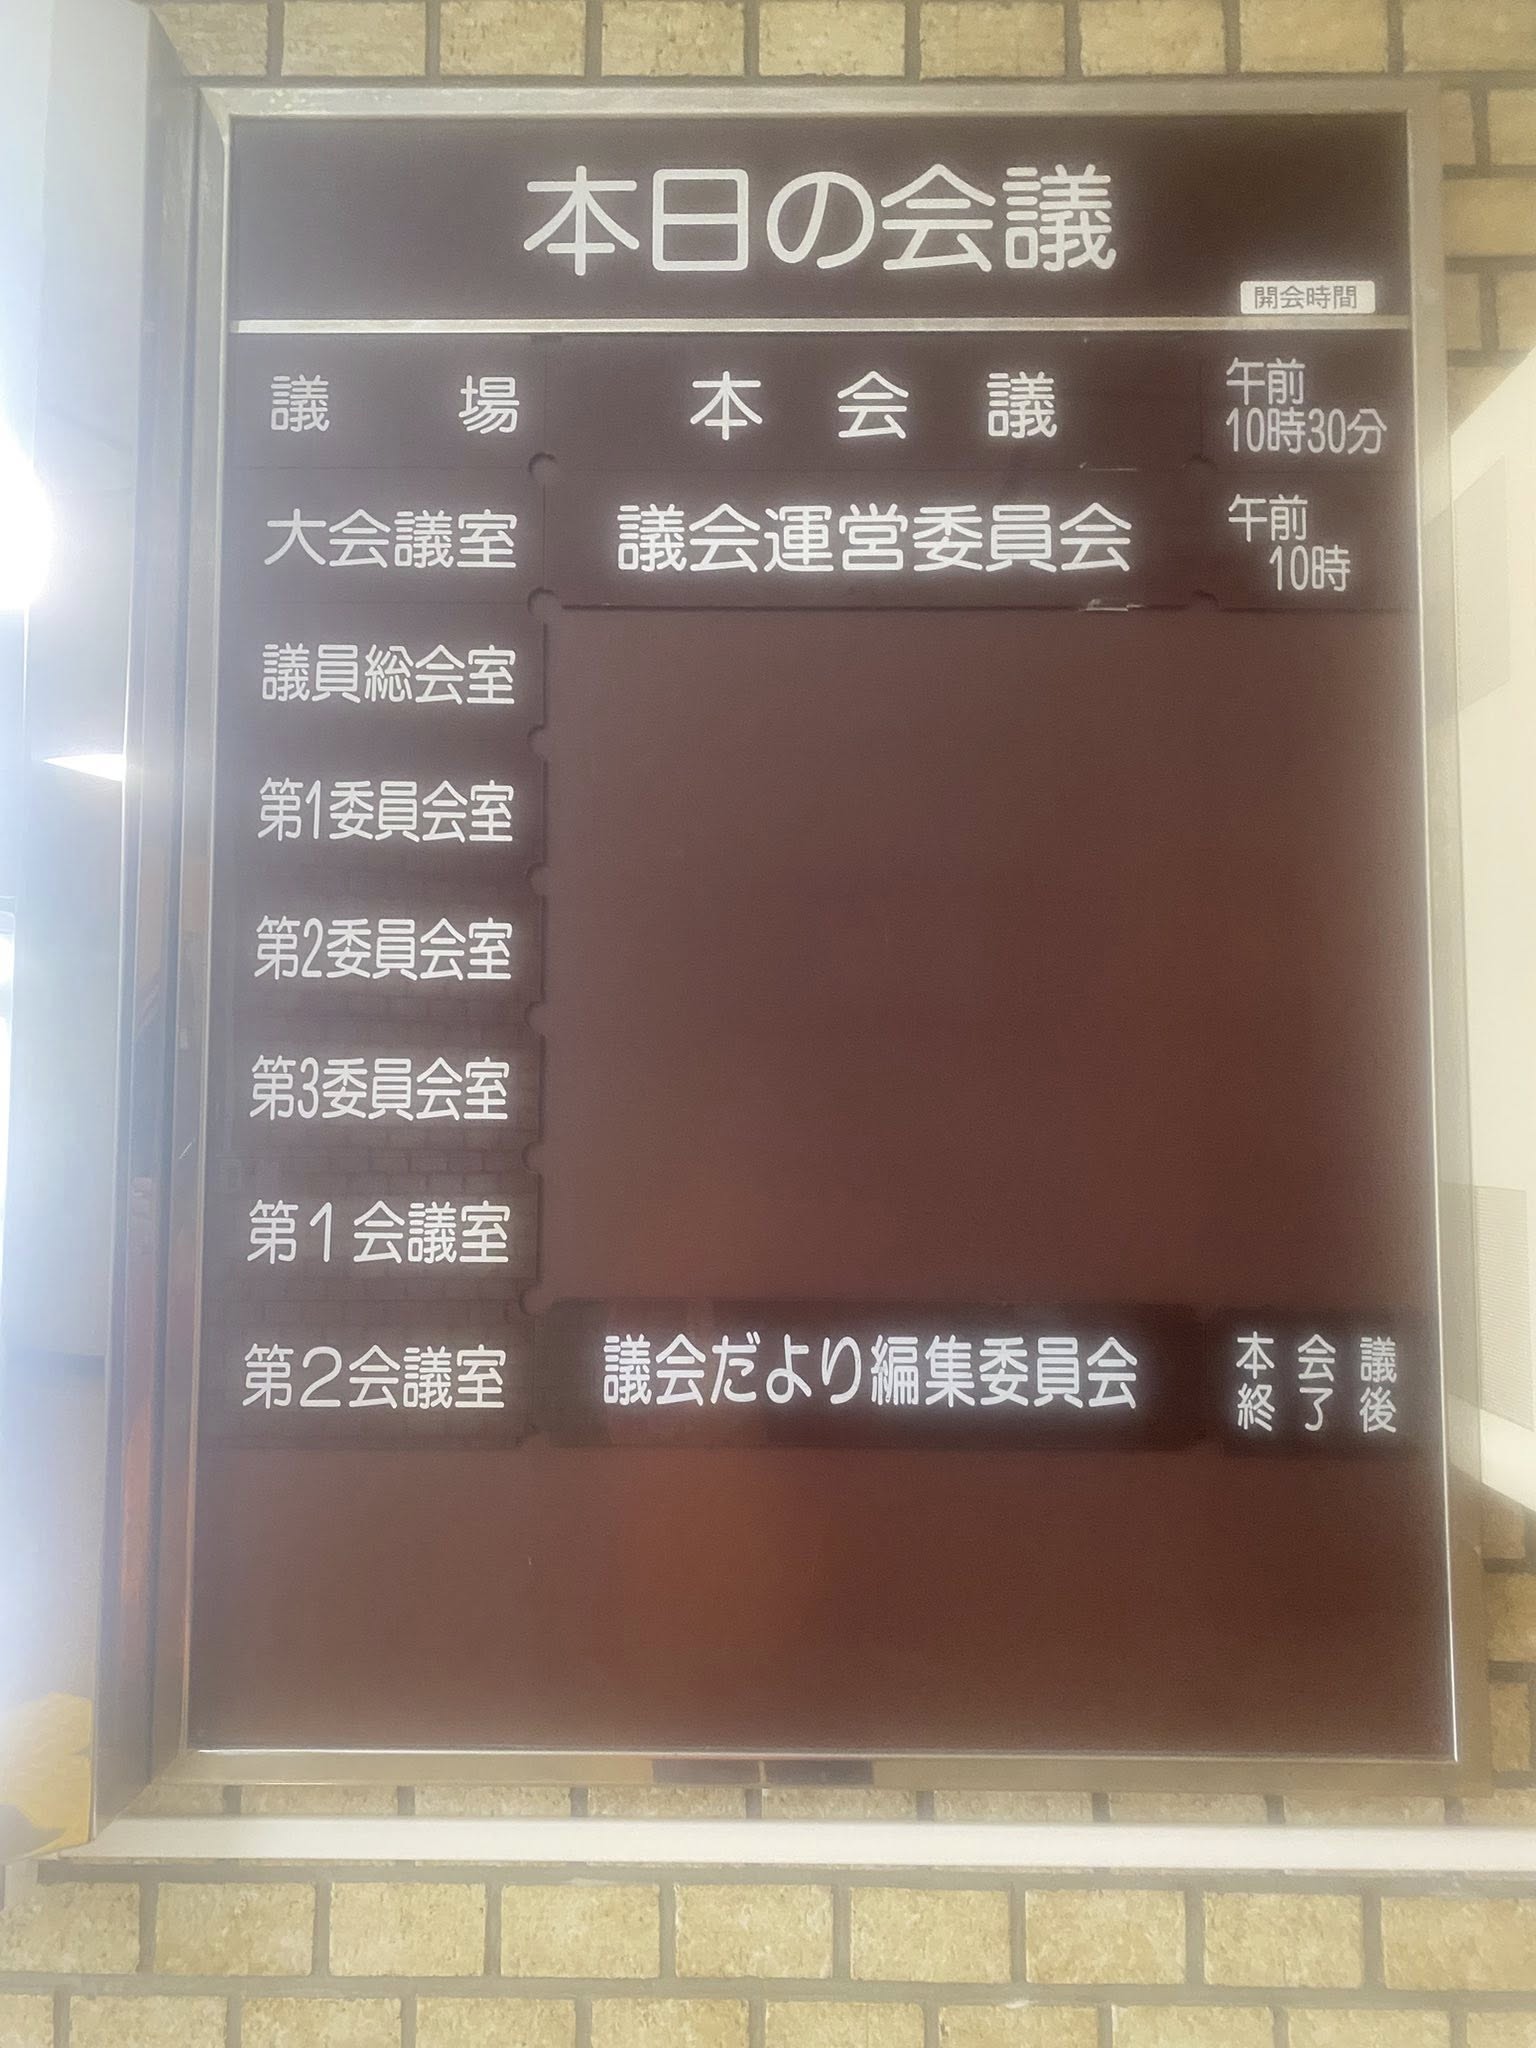 本日の会議
開会時間
議場 本会議 午前
10時30分
大会議室 議会運営委員会 午前
10時
議員総会室
第1委員会室
第2委員会室
第3委員会室
第1会議室
第2会議室 議会だより編集委員会 本会議
終了後